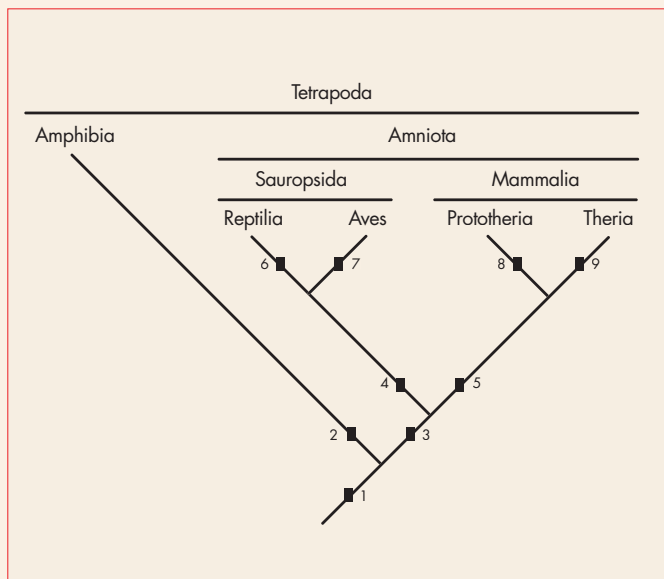 Tetrapoda
Amphibia Amniota
Sauropsida Mammalia
Reptilia Aves Prototheria Theria
6 7 8 9
4 5
2 3
1